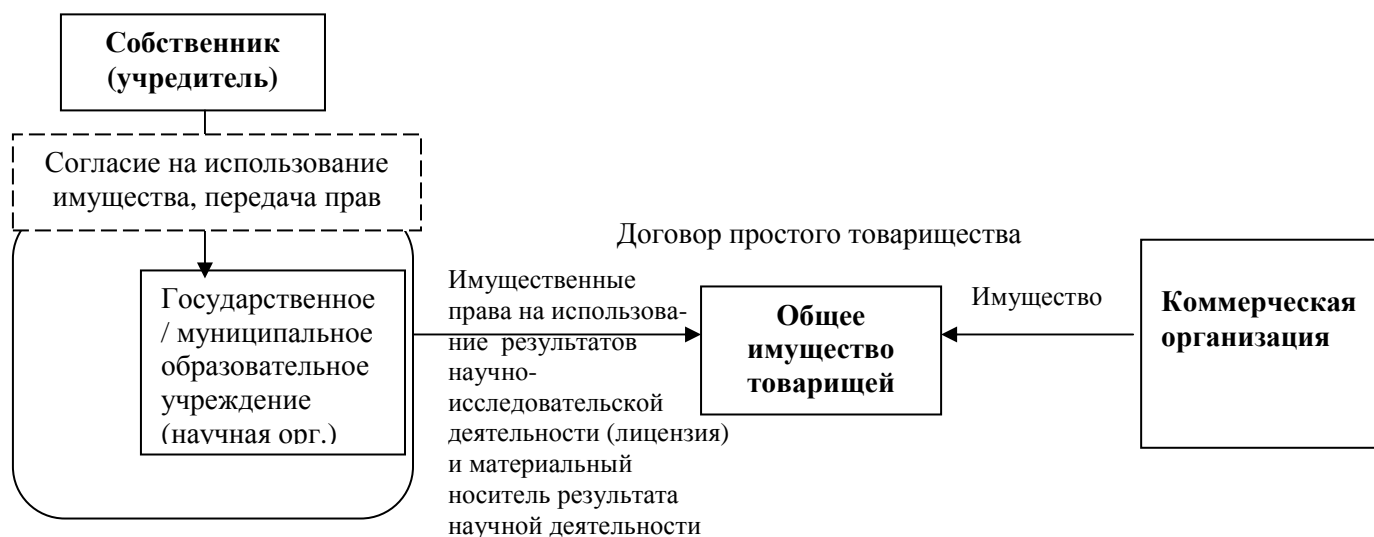 Собственник
(учредитель)
Согласие на использование
имущества, передача прав
Договор простого товарищества
Государственное
/ муниципальное
образовательное
учреждение
(научная орг.)
Имущественные
права на использова-
ние результатов
научно-
исследовательской
деятельности (лицензия)
и материальный
носитель результата
научной деятельности
Общее
имущество
товарищей
Имущество
Коммерческая
организация